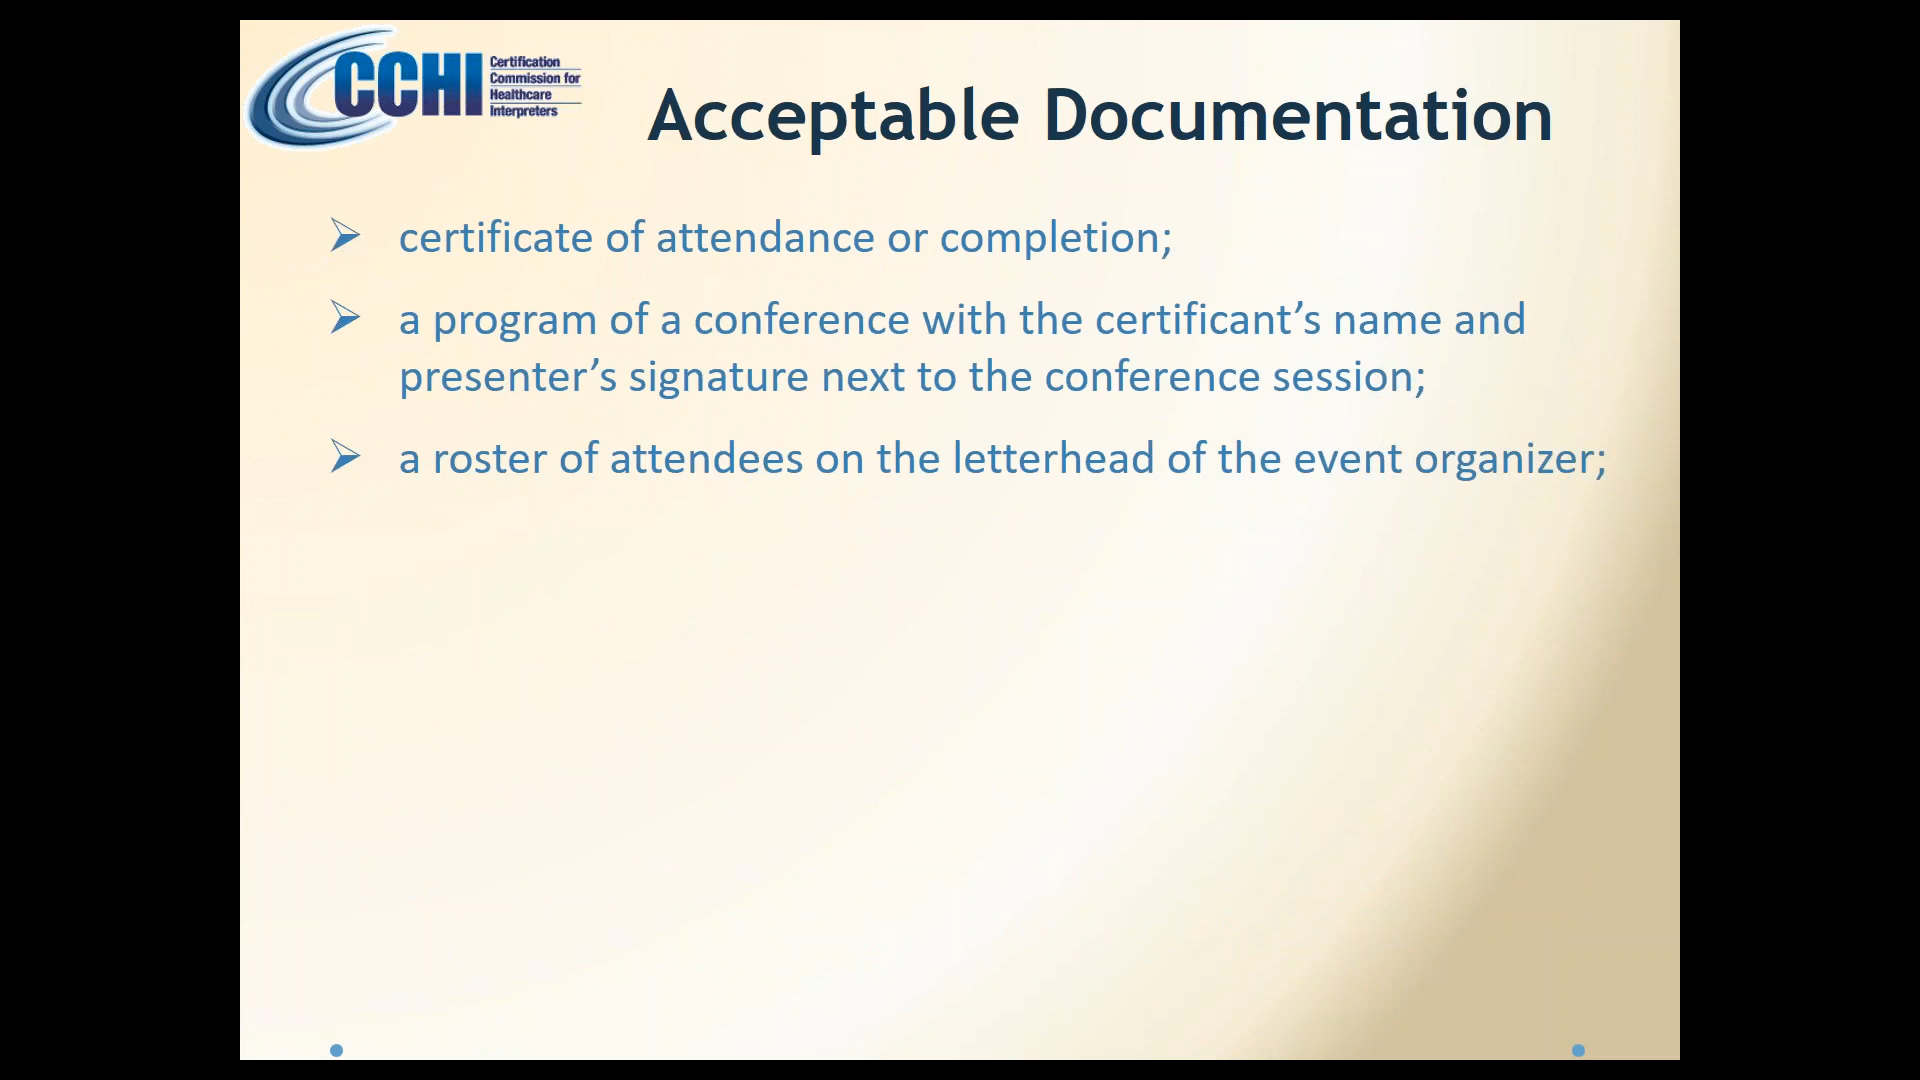 CCHI
Certification
Commission for
Healthcare
Interpreters
Acceptable Documentation
certificate of attendance or completion;
a program of a conference with the certificant’s name and
presenter’s signature next to the conference session;
a roster of attendees on the letterhead of the event organizer;